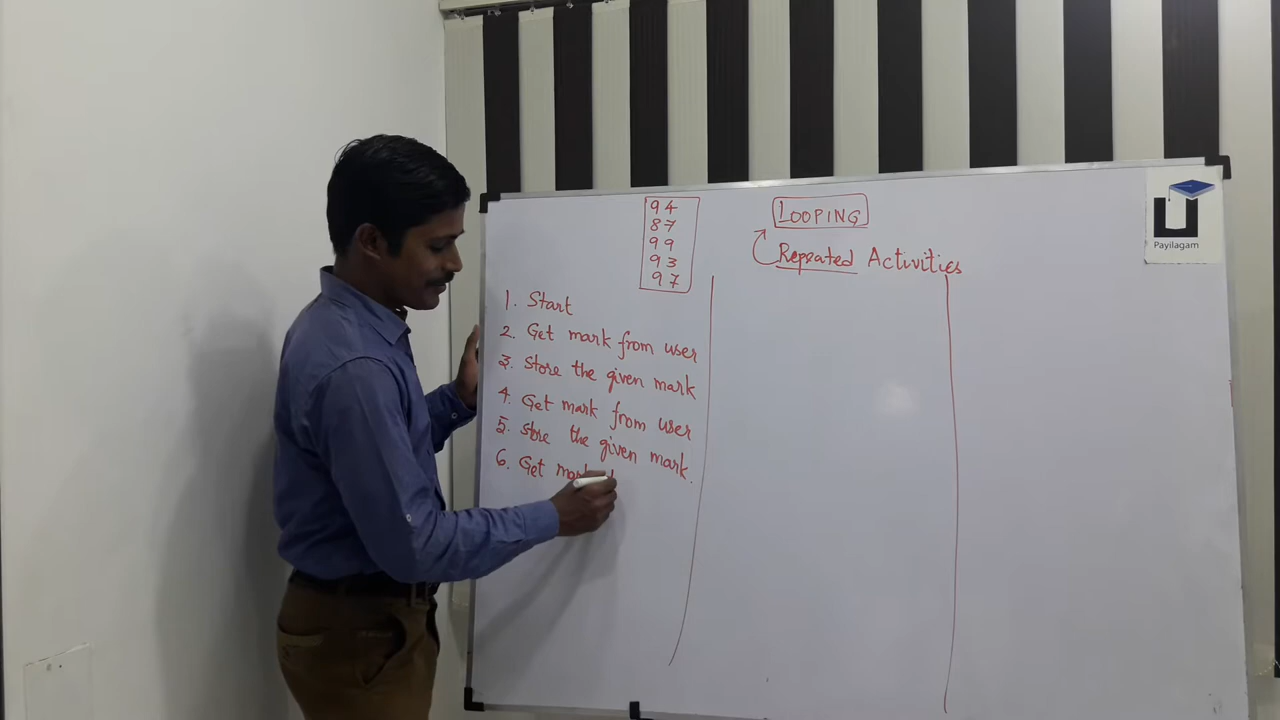 94
87
99
93
97
LOOPING
Repeated Activities
1. Start
2. Get mark from user
3. Store the given mark
4. Get mark from user
5. Store the given mark.
6. Get mark
Payilagam